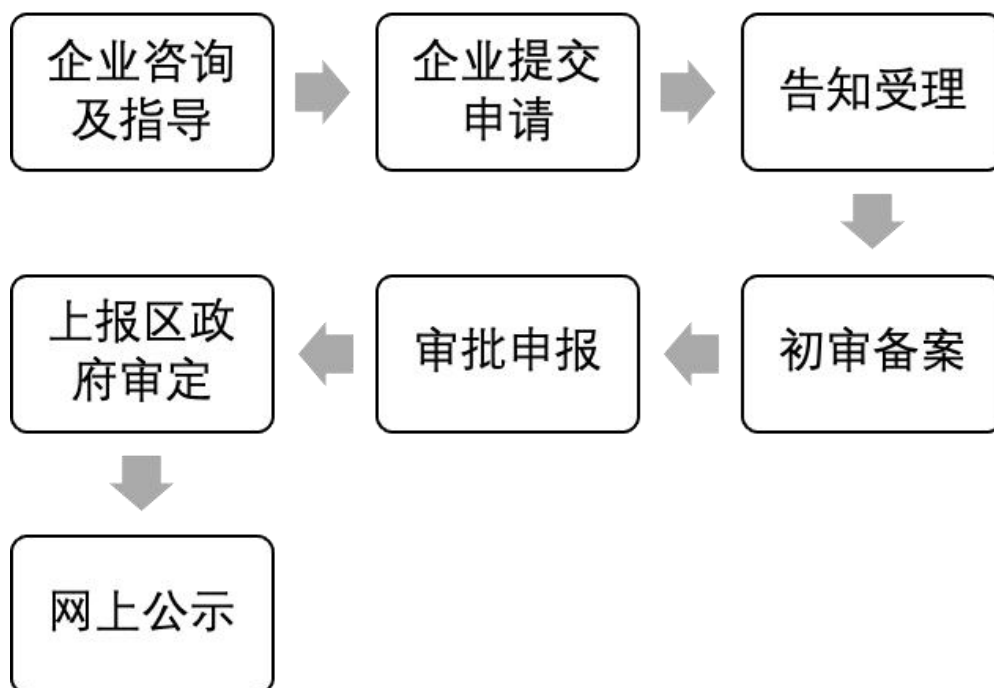 企业咨询
及指导
企业提交
申请
告知受理
初审备案
审批申报
上报区政
府审定
网上公示